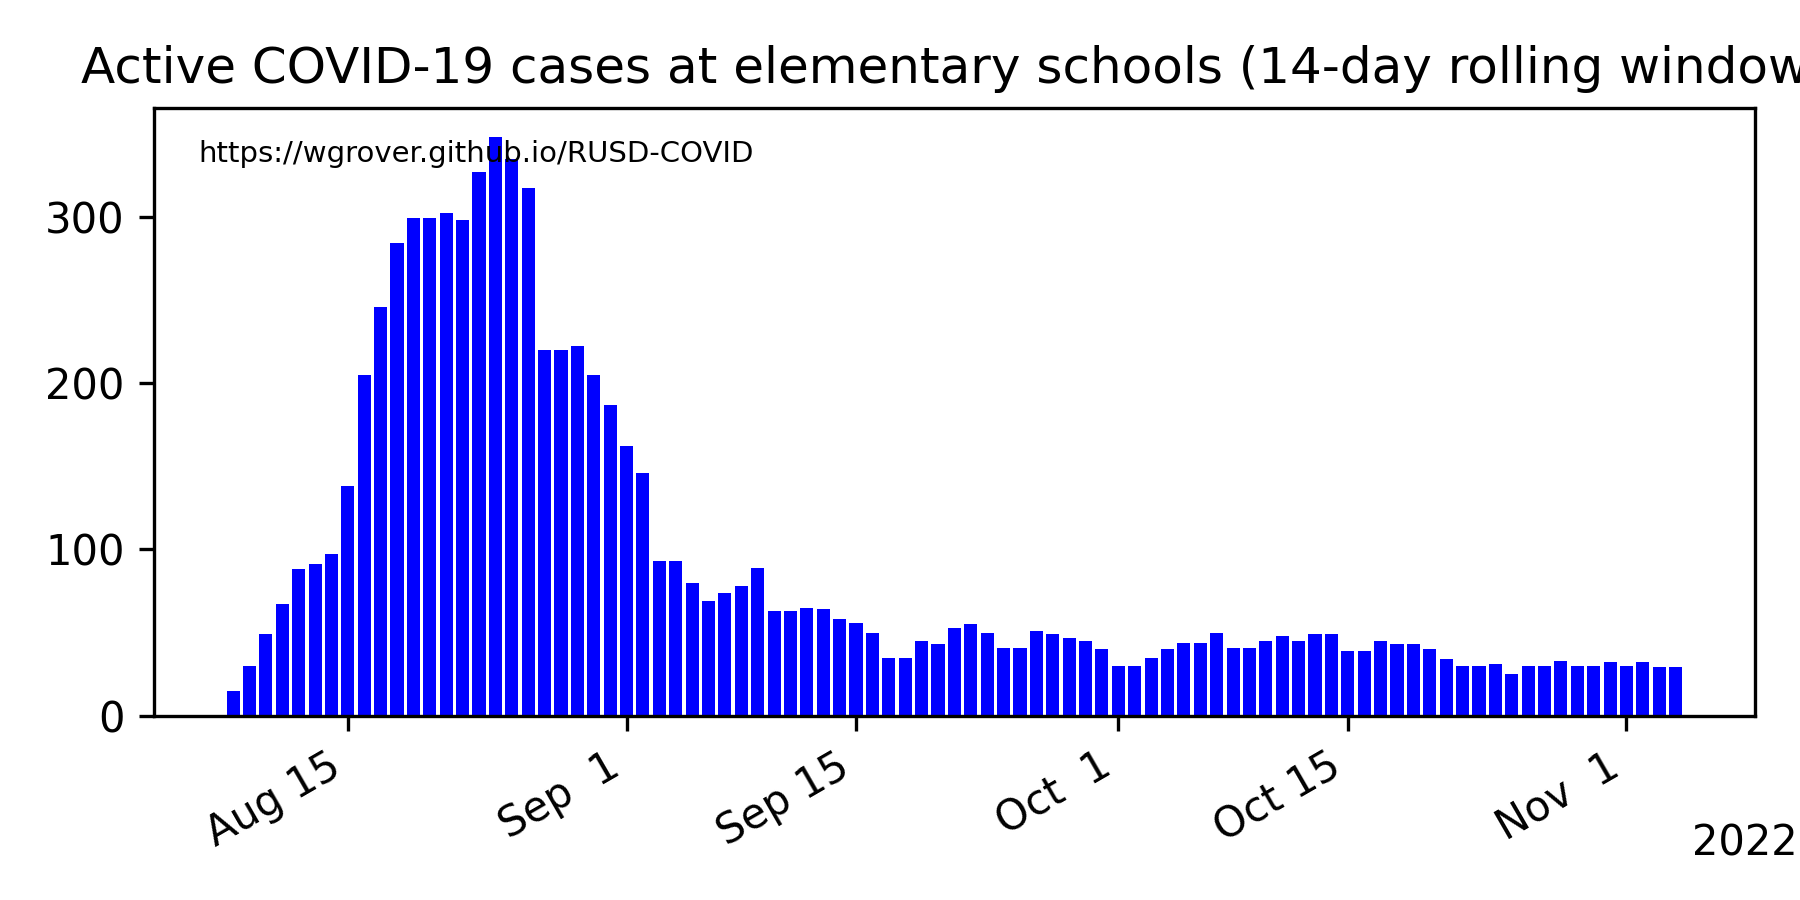 Active COVID-19 cases at elementary schools (14-day rolling window
https://wgrover.github.io/RUSD-COVID
300
200
100
0
Aug 15
Sep 1
Sep 15
Oct 1
Oct 15
Nov 1
2022